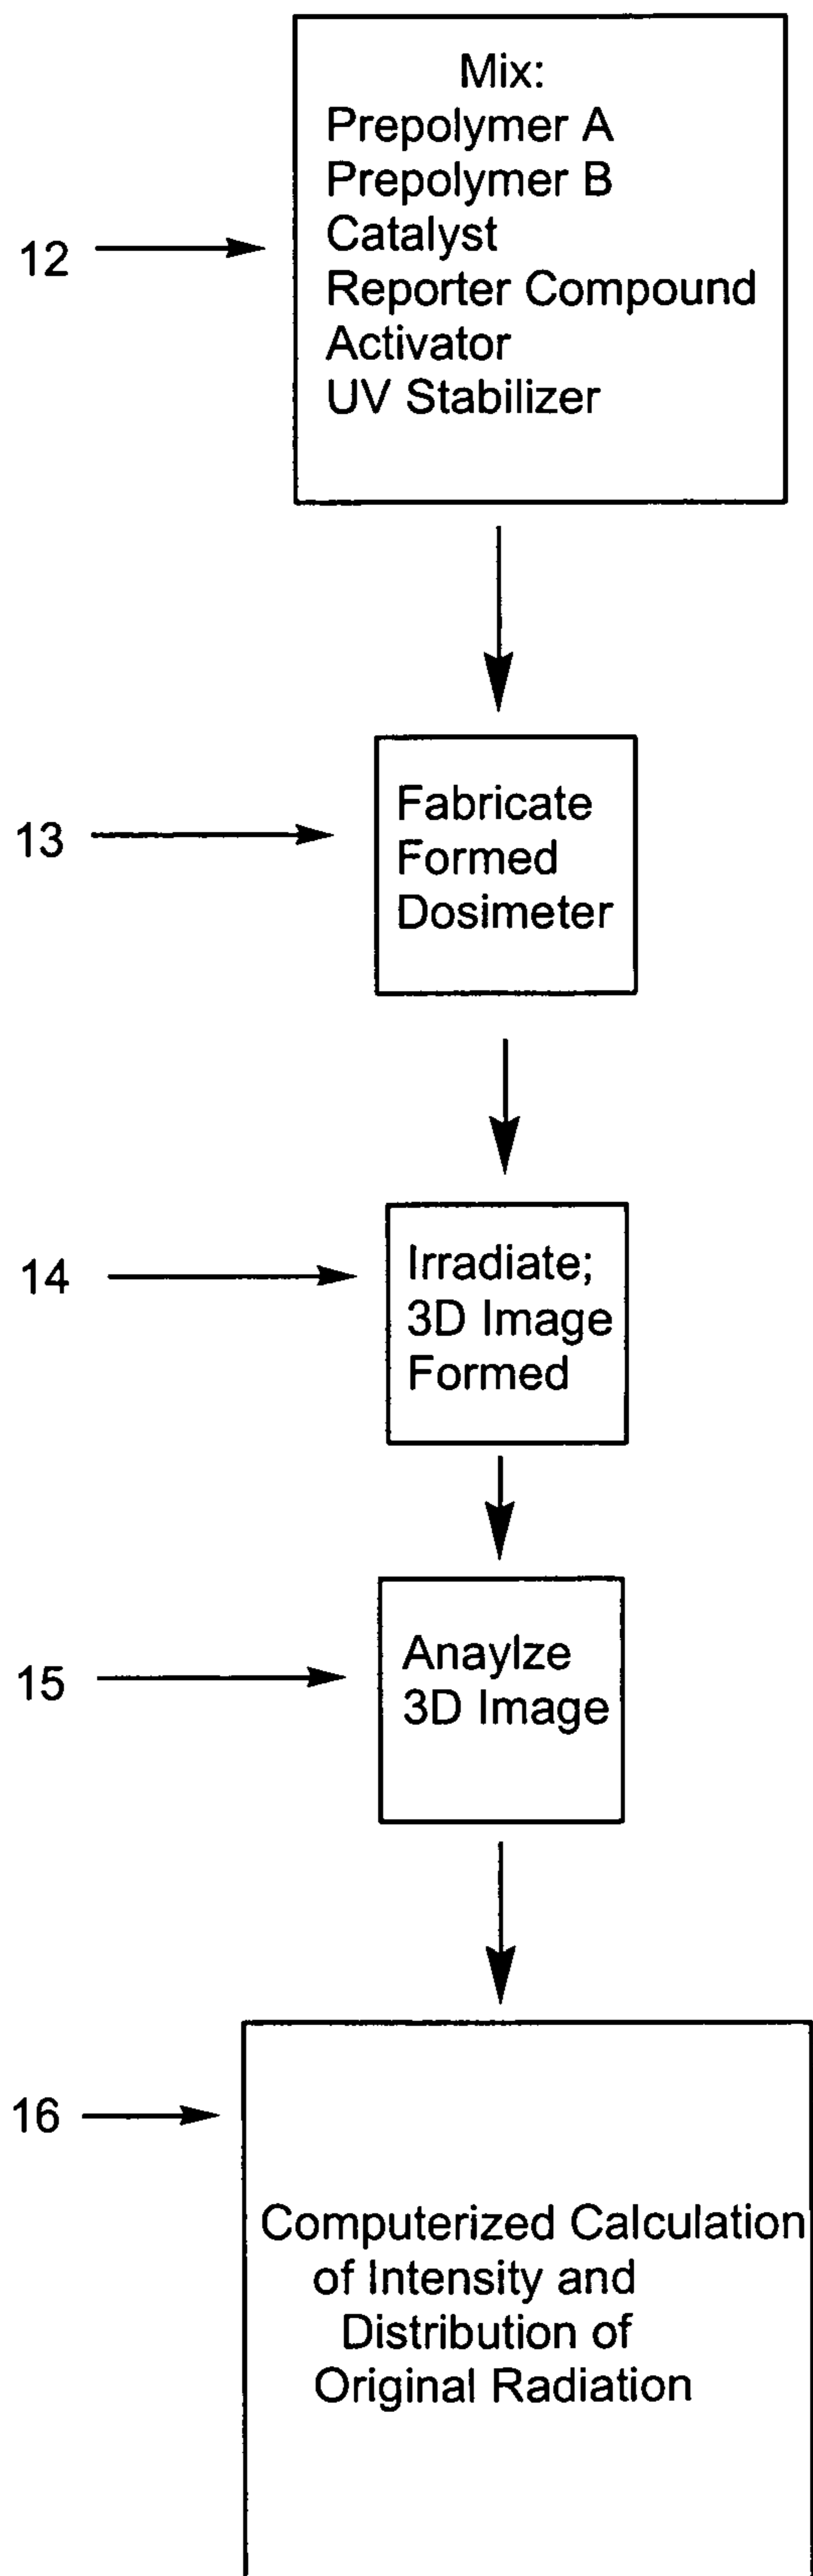 Mix:
Prepolymer A
Prepolymer B
12
Catalyst
Reporter Compound
Activator
UV Stabilizer
13
Fabricate
Formed
Dosimeter
14
Irradiate;
3D Image
Formed
15
Anaylze
3D Image
16
Computerized Calculation
of Intensity and
Distribution of
Original Radiation